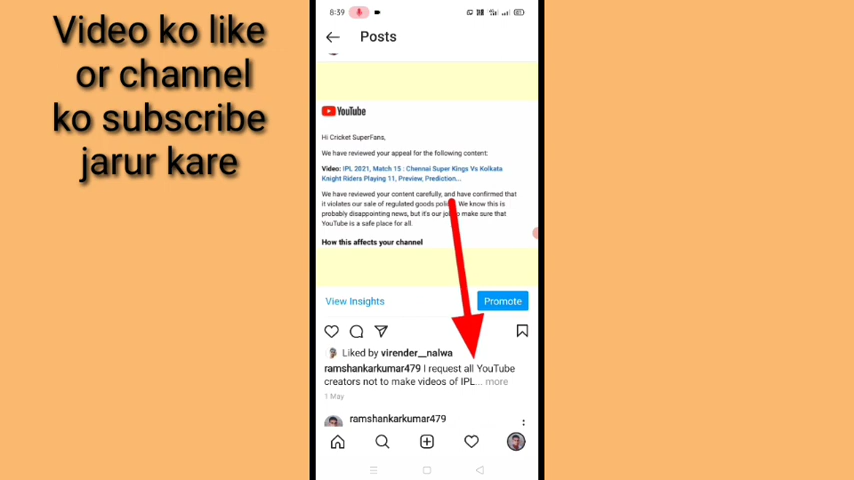 Video ko like
or channel
ko subscribe
jarur kare
8:39
Posts
YouTube
Hi Cricket SuperFans,
We have reviewed your appeal for the following content:
Video: IPL 2021, Match 15 : Chennai Super Kings Vs Kolkata
Knight Riders Playing 11, Preview, Prediction...
We have reviewed your content carefully, and have confirmed that
it violates our sale of regulated goods policy. We know this is
probably disappointing news, but it's our job to make sure that
YouTube is a safe place for all.
How this affects your channel
View Insights
Promote
Liked by virender__nalwa
ramshankarkumar479 I request all YouTube
creators not to make videos of IPL... more
1 May
ramshankarkumar479